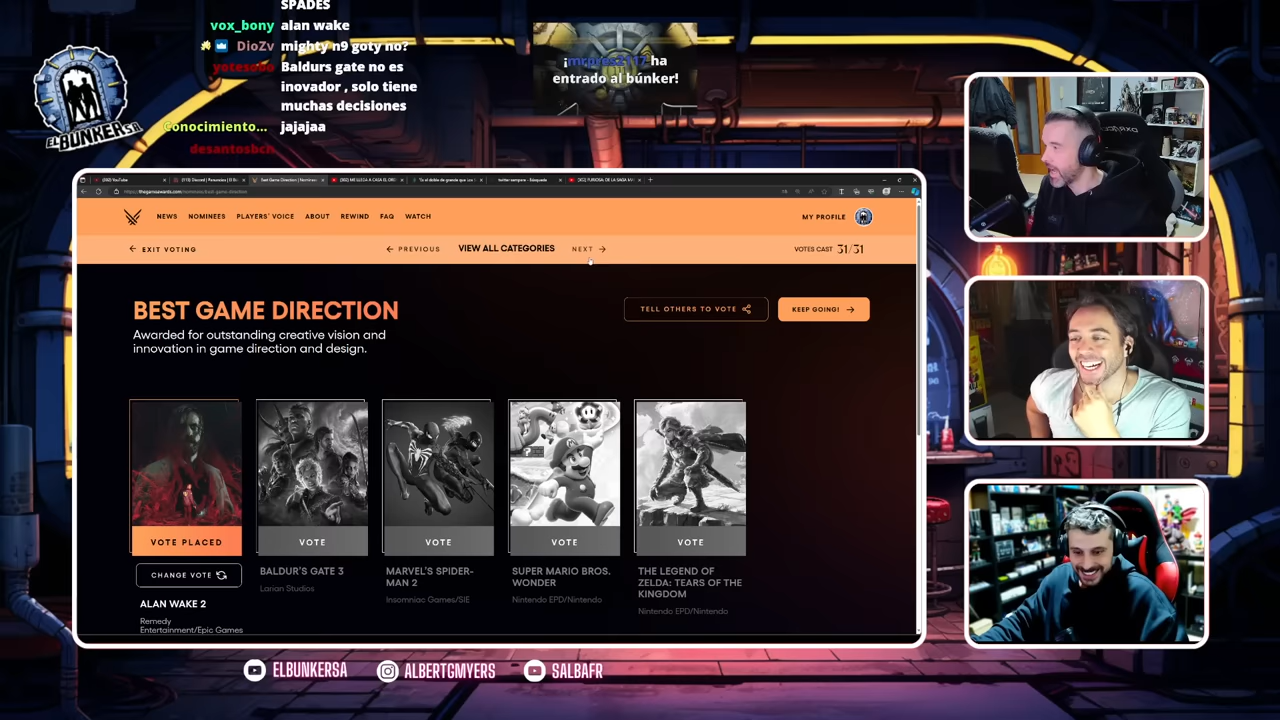 SPADES
vox_bony alan wake
DioZv mighty n9 goty no?
yotesobo Baldurs gate no es
inovador , solo tiene
muchas decisiones
Conocimiento... jajajaa
desantosbch
ELBUNKERSA
ha
entrado al búnker!
NEWS NOMINEES PLAYERS' VOICE ABOUT REWIND FAQ WATCH MY PROFILE
EXIT VOTING PREVIOUS VIEW ALL CATEGORIES NEXT VOTES CAST 31/31
BEST GAME DIRECTION
Awarded for outstanding creative vision and
innovation in game direction and design.
TELL OTHERS TO VOTE KEEP GOING!
VOTE PLACED VOTE VOTE VOTE VOTE
CHANGE VOTE
ALAN WAKE 2
Remedy
Entertainment/Epic Games
BALDUR'S GATE 3
Larian Studios
MARVEL'S SPIDER-
MAN 2
Insomniac Games/SIE
SUPER MARIO BROS.
WONDER
Nintendo EPD/Nintendo
THE LEGEND OF
ZELDA: TEARS OF THE
KINGDOM
Nintendo EPD/Nintendo
ELBUNKERSA ALBERTGMYERS SALBAFR